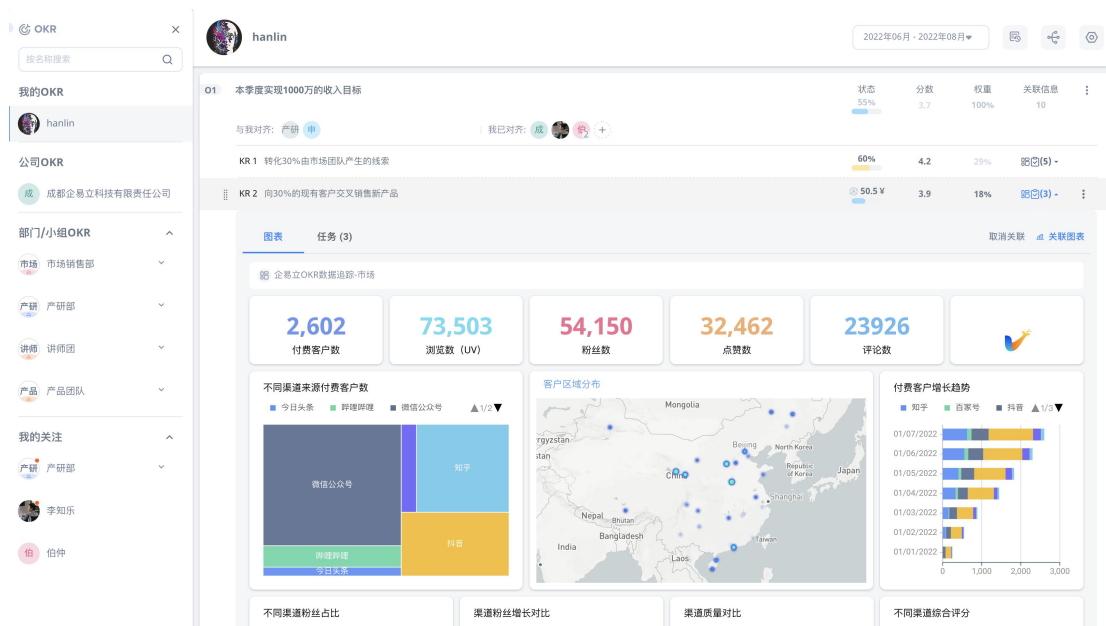 OKR
按名称搜索
我的OKR
hanlin
公司OKR
成 成都企易立科技有限责任公司
部门/小组OKR
市场 市场销售部
产研 产研部
讲师 讲师团
产品 产品团队
我的关注
产研 产研部
李知乐
伯 伯仲
hanlin
2022年06月 - 2022年08月
O1 本季度实现1000万的收入目标
状态 分数 权重 关联信息
55% 3.7 100% 10
与我对齐: 产研 申 我已对齐: 成 伯 2 +
KR 1 转化30%由市场团队产生的线索 60% 4.2 29% (5)
KR 2 向30%的现有客户交叉销售新产品 50.5 ¥ 3.9 18% (3)
图表 任务 (3) 取消关联 关联图表
企易立OKR数据追踪-市场
2,602 73,503 54,150 32,462 23926
付费客户数 浏览数（UV） 粉丝数 点赞数 评论数
不同渠道来源付费客户数
今日头条 哔哩哔哩 微信公众号 ▲1/2▼
微信公众号
知乎
抖音
哔哩哔哩
今日头条
客户区域分布
Mongolia
rgyzstan
stan
Beijing
North Korea
Republic
of Korea
Japan
China
Shanghai
Nepal
Bhutan
Bangladesh
India
Taiwan
Laos
付费客户增长趋势
知乎 百家号 抖音 ▲1/3▼
01/07/2022
01/06/2022
01/05/2022
01/04/2022
01/03/2022
01/02/2022
01/01/2022
0 1,000 2,000 3,000
不同渠道粉丝占比 渠道粉丝增长对比 渠道质量对比 不同渠道综合评分